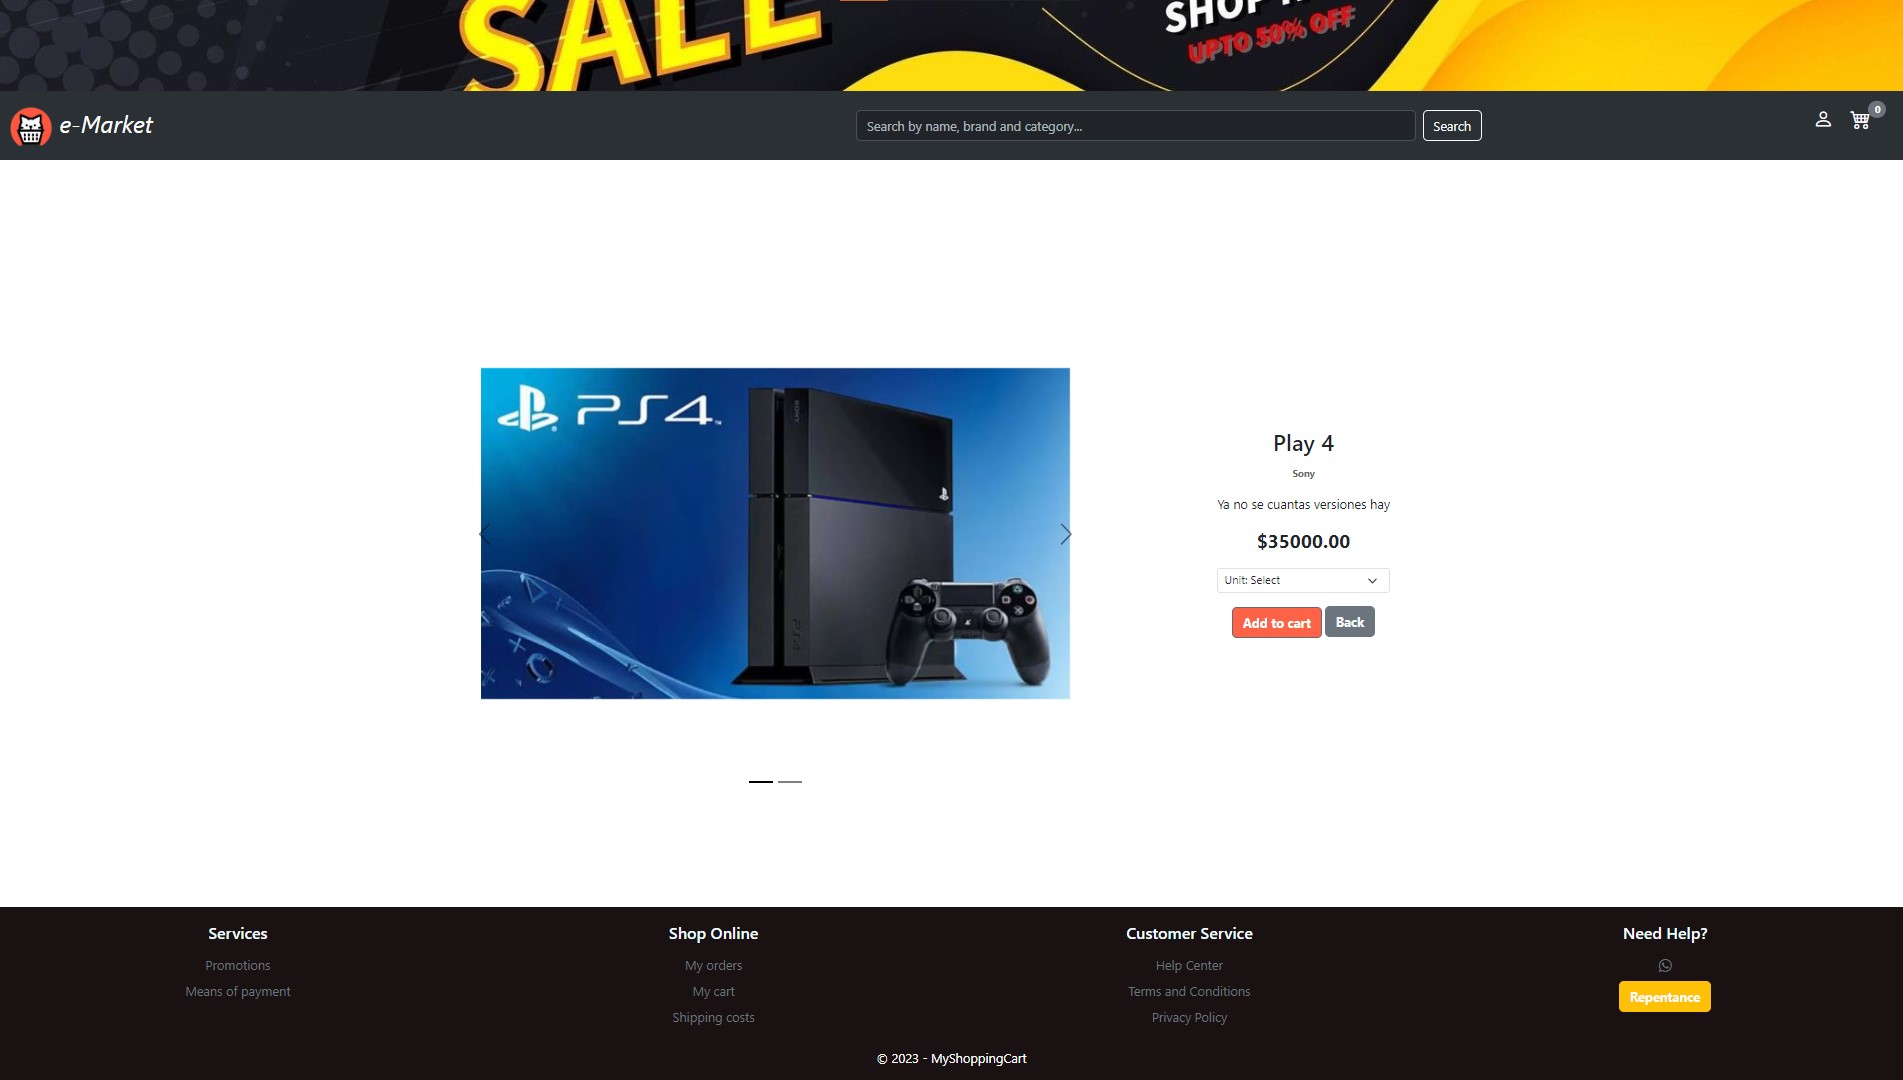 SALE
UPTO 50% OFF
e-Market
Search by name, brand and category...
Search
0
PS4™
SONY
PS4
Play 4
Sony
Ya no se cuantas versiones hay
$35000.00
Unit: Select
Add to cart
Back
Services
Promotions
Means of payment
Shop Online
My orders
My cart
Shipping costs
Customer Service
Help Center
Terms and Conditions
Privacy Policy
Need Help?
Repentance
© 2023 - MyShoppingCart